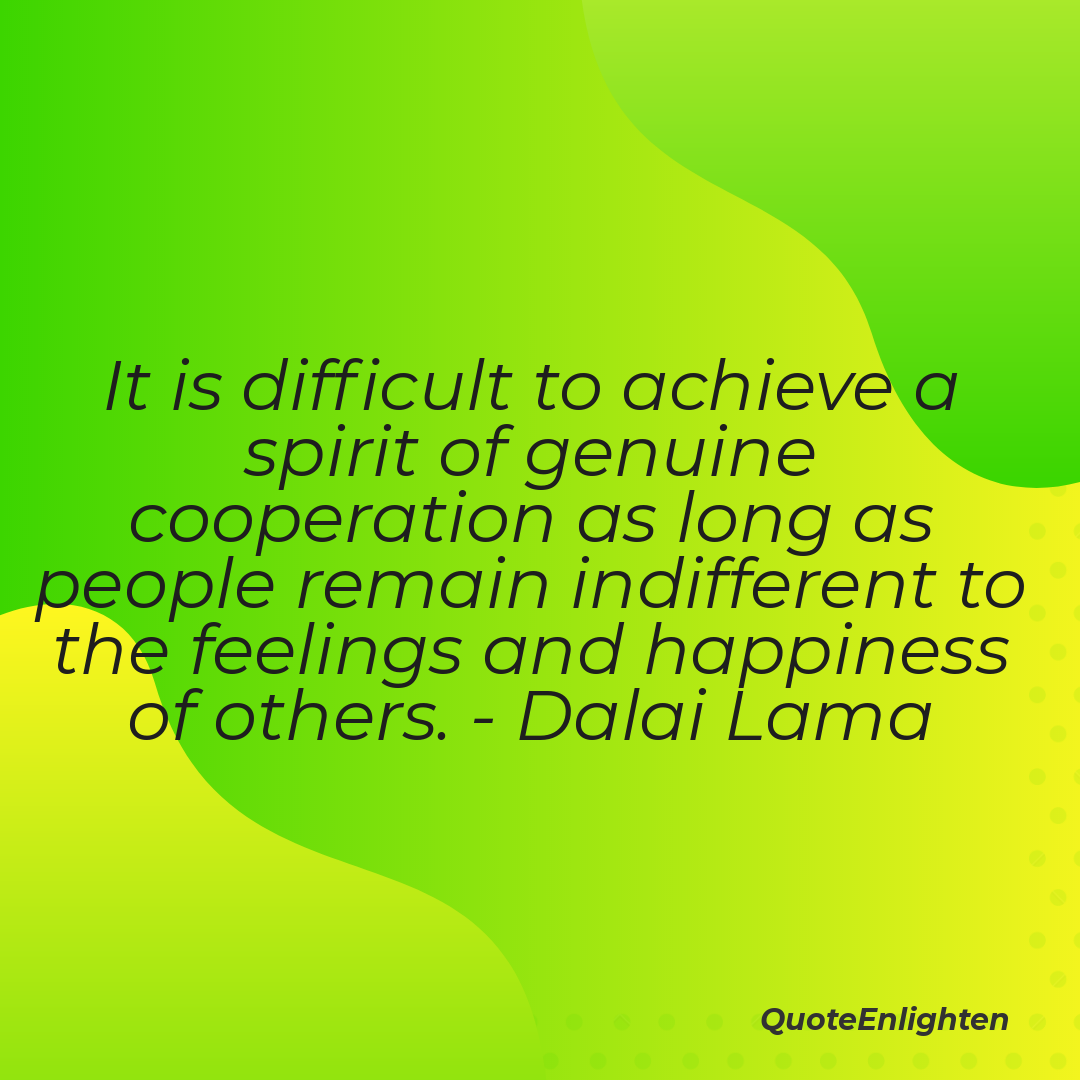 It is difficult to achieve a
spirit of genuine
cooperation as long as
people remain indifferent to
the feelings and happiness
of others. - Dalai Lama
QuoteEnlighten